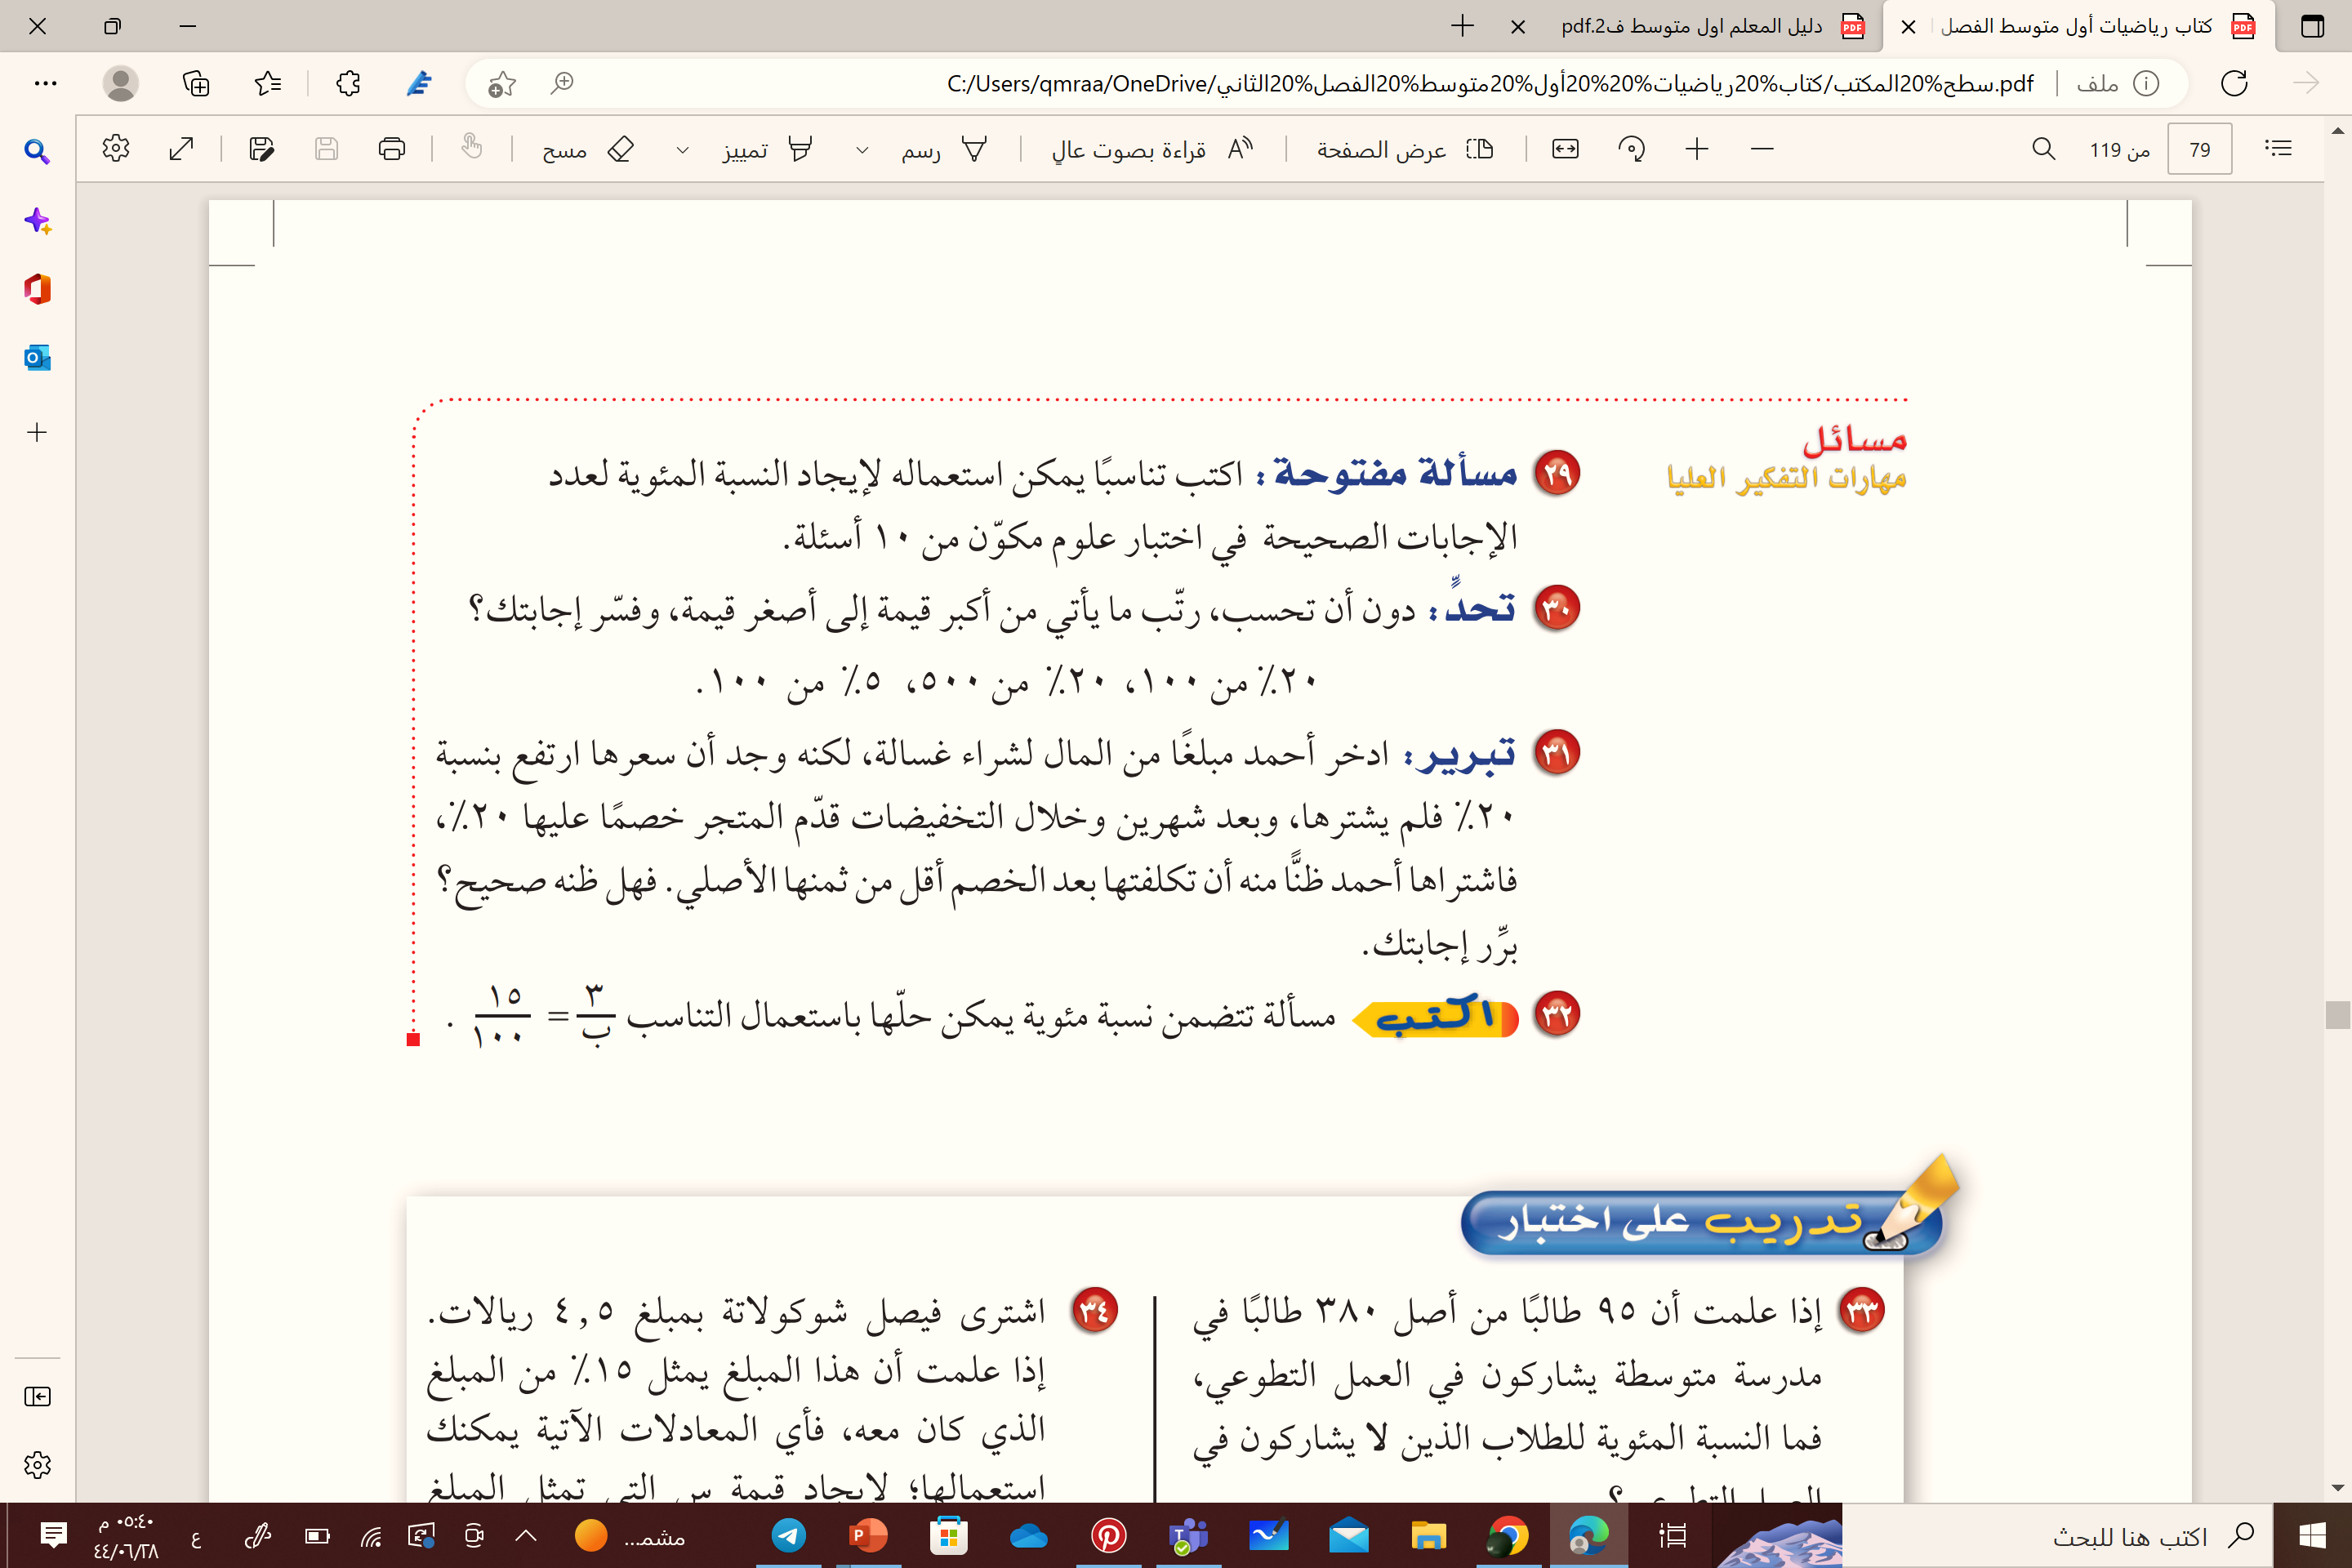 كتاب رياضيات أول متوسط الفصل
دليل المعلم اول متوسط ف2.pdf
ملف
C:/Users/qmraa/OneDrive/سطح%20المكتب/كتاب%20رياضيات%20%20أول%20متوسط%20الفصل%20الثاني.pdf
79
من 119
عرض الصفحة
قراءة بصوت عالٍ
رسم
تمييز
مسح
مسائل
مهارات التفكير العليا
٢٩ مسألة مفتوحة: اكتب تناسبًا يمكن استعماله لإيجاد النسبة المئوية لعدد
الإجابات الصحيحة في اختبار علوم مكوّن من ١٠ أسئلة.
٣٠ تحدٍّ: دون أن تحسب، رتّب ما يأتي من أكبر قيمة إلى أصغر قيمة، وفسّر إجابتك؟
٢٠٪ من ١٠٠، ٢٠٪ من ٥٠٠، ٥٪ من ١٠٠.
٣١ تبرير: ادخر أحمد مبلغًا من المال لشراء غسالة، لكنه وجد أن سعرها ارتفع بنسبة
٢٠٪ فلم يشترها، وبعد شهرين وخلال التخفيضات قدّم المتجر خصمًا عليها ٢٠٪،
فاشتراها أحمد ظنًّا منه أن تكلفتها بعد الخصم أقل من ثمنها الأصلي. فهل ظنه صحيح؟
برِّر إجابتك.
٣٢ اكتب مسألة تتضمن نسبة مئوية يمكن حلّها باستعمال التناسب ٣/ب = ١٥/١٠٠ .
تدريب على اختبار
٣٣ إذا علمت أن ٩٥ طالبًا من أصل ٣٨٠ طالبًا في
مدرسة متوسطة يشاركون في العمل التطوعي،
فما النسبة المئوية للطلاب الذين لا يشاركون في
العمل التطوعي؟
٣٤ اشترى فيصل شوكولاتة بمبلغ ٤,٥ ريالات.
إذا علمت أن هذا المبلغ يمثل ١٥٪ من المبلغ
الذي كان معه، فأي المعادلات الآتية يمكنك
استعمالها؛ لإيجاد قيمة س التي تمثل المبلغ
اكتب هنا للبحث
مشمـ...
ع
٠٥:٤٠ م
٤٤/٠٦/٢٨